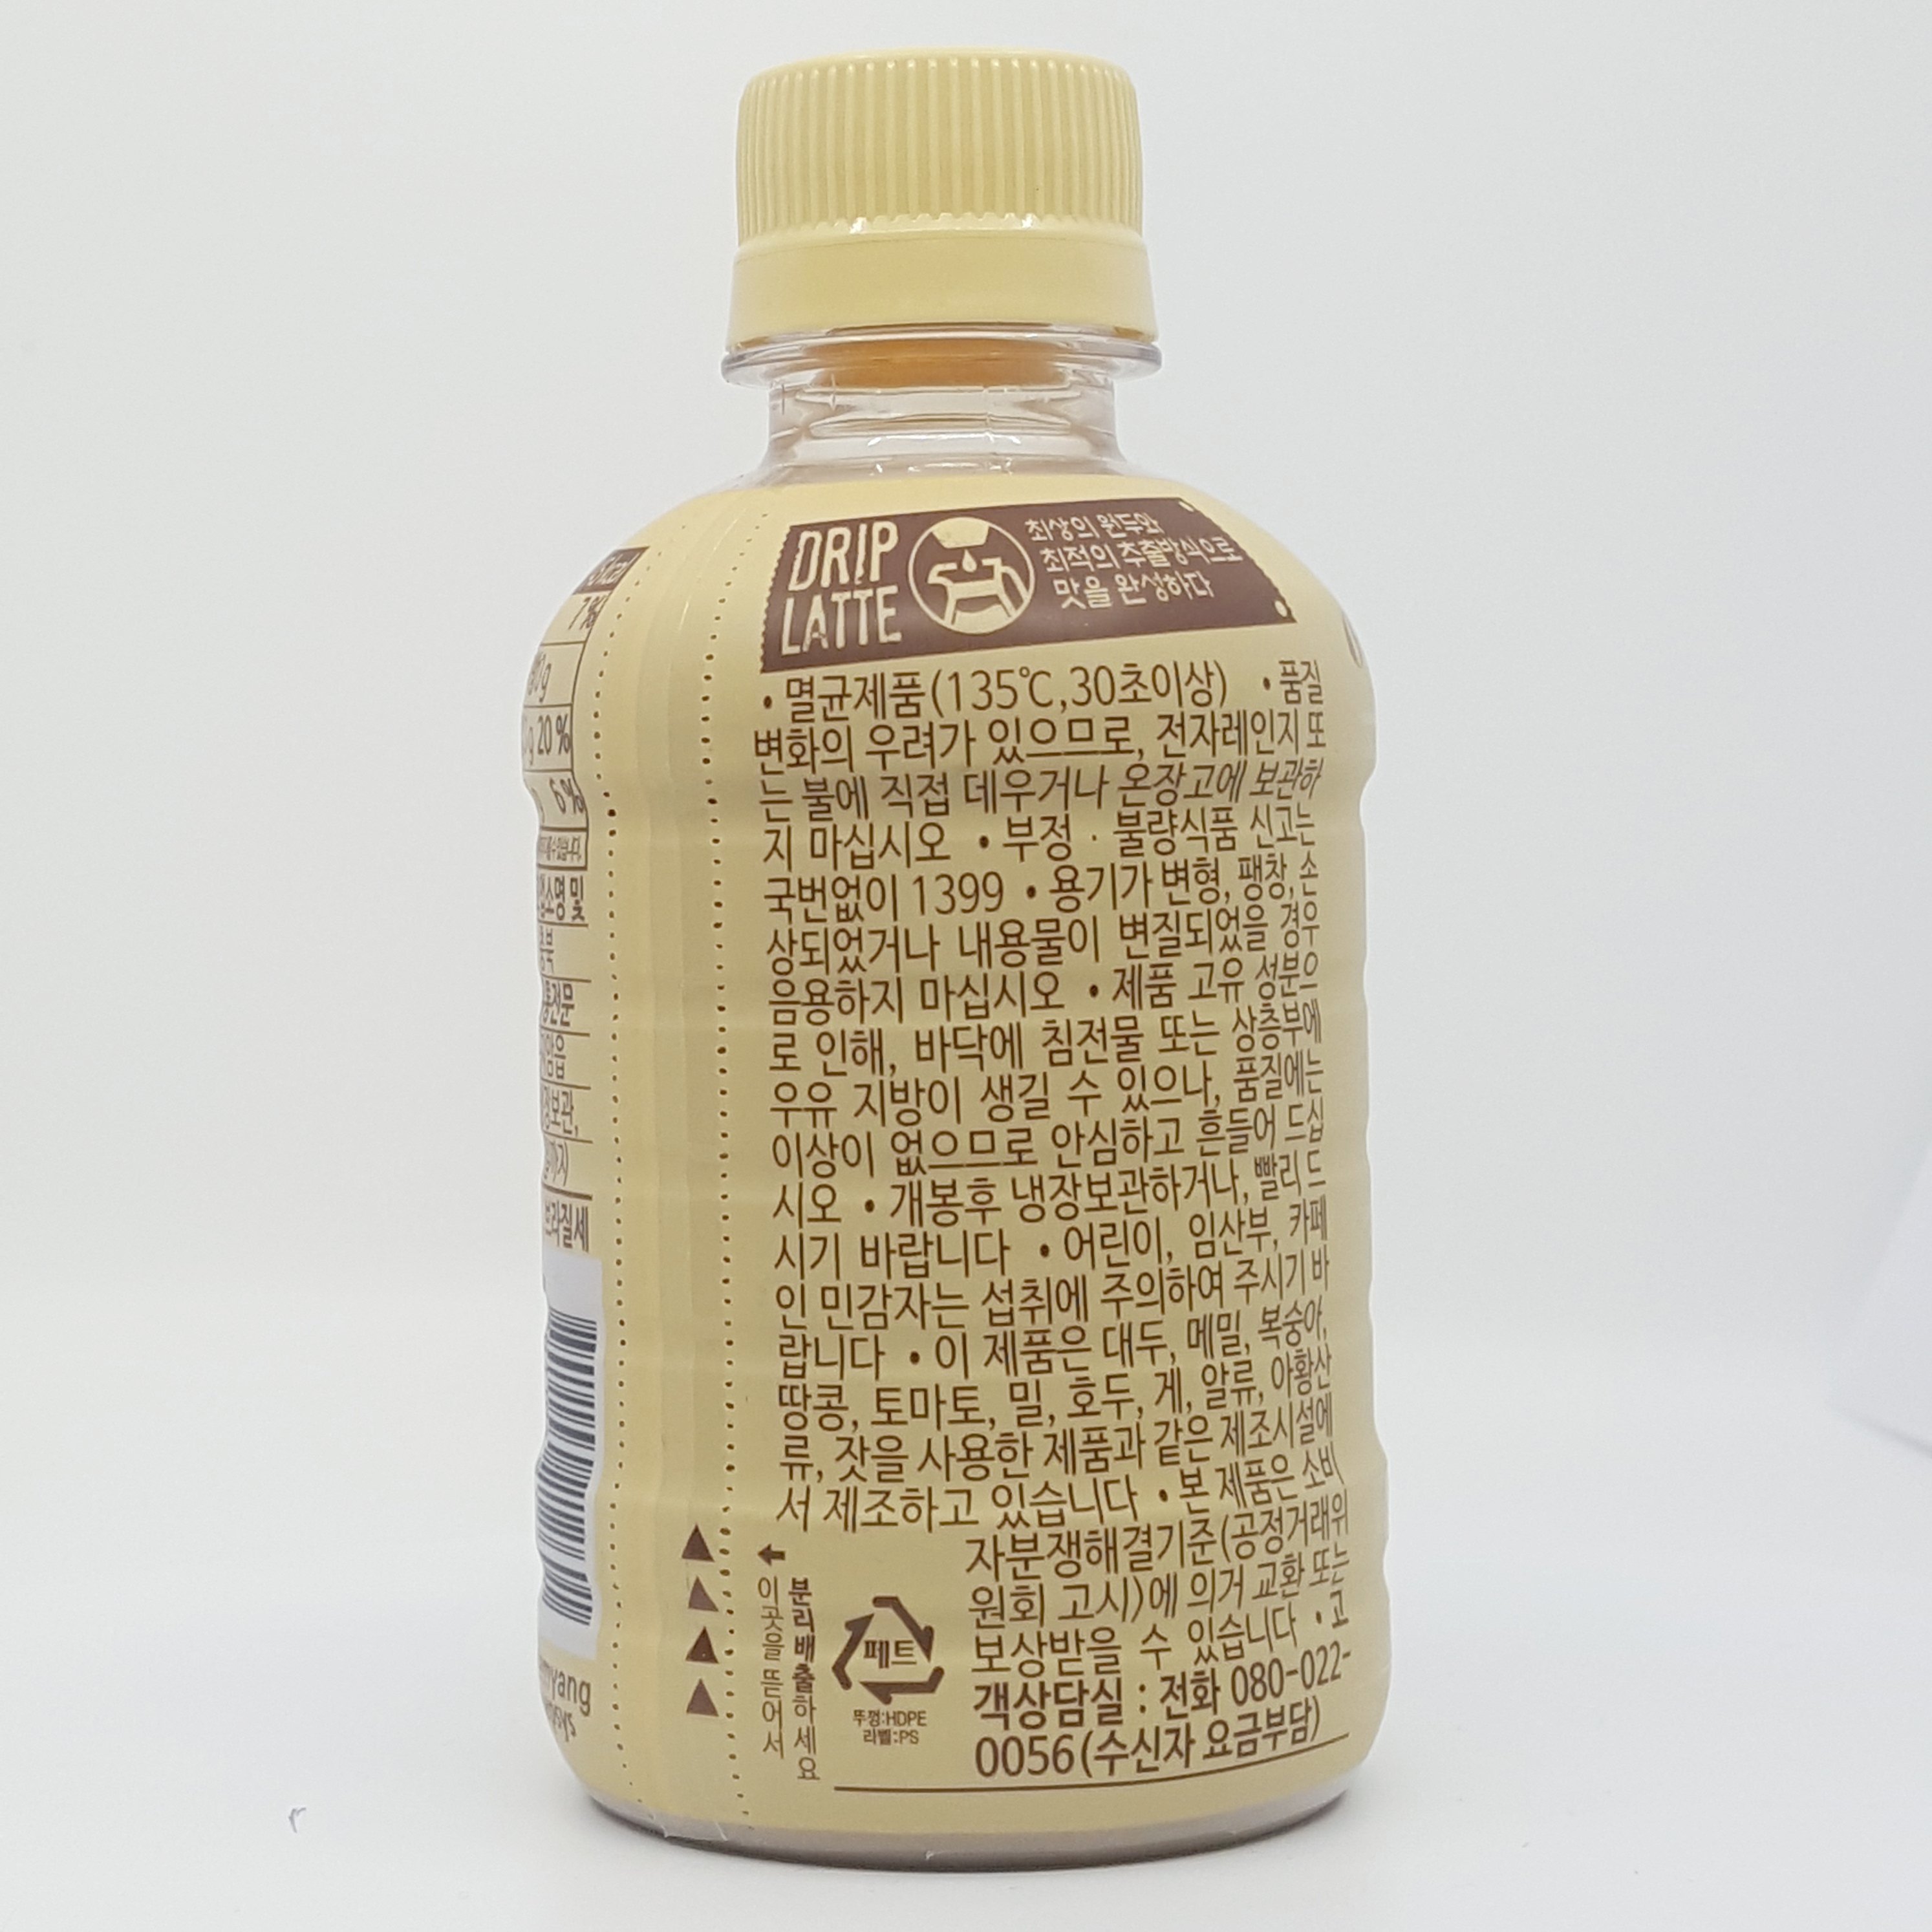 DRIP
LATTE
최상의 원두와
최적의 추출방식으로
맛을 완성하다
• 멸균제품(135℃,30초이상) • 품질
변화의 우려가 있으므로, 전자레인지 또
는 불에 직접 데우거나 온장고에 보관하
지 마십시오 • 부정 · 불량식품 신고는
국번없이 1399 • 용기가 변형, 팽창, 손
상되었거나 내용물이 변질되었을 경우
음용하지 마십시오 • 제품 고유 성분으
로 인해, 바닥에 침전물 또는 상층부에
우유 지방이 생길 수 있으나, 품질에는
이상이 없으므로 안심하고 흔들어 드십
시오 • 개봉후 냉장보관하거나, 빨리 드
시기 바랍니다 • 어린이, 임산부, 카페
인 민감자는 섭취에 주의하여 주시기 바
랍니다 • 이 제품은 대두, 메밀, 복숭아,
땅콩, 토마토, 밀, 호두, 게, 알류, 아황산
류, 잣을 사용한 제품과 같은 제조시설에
서 제조하고 있습니다 • 본 제품은 소비
자분쟁해결기준(공정거래위
원회 고시)에 의거 교환 또는
보상받을 수 있습니다 • 고
객상담실 : 전화 080-022-
0056(수신자 요금부담)
이곳을 뜯어서
분리배출하세요
페트
뚜껑:HDPE
라벨:PS
7%
20%
6%
및